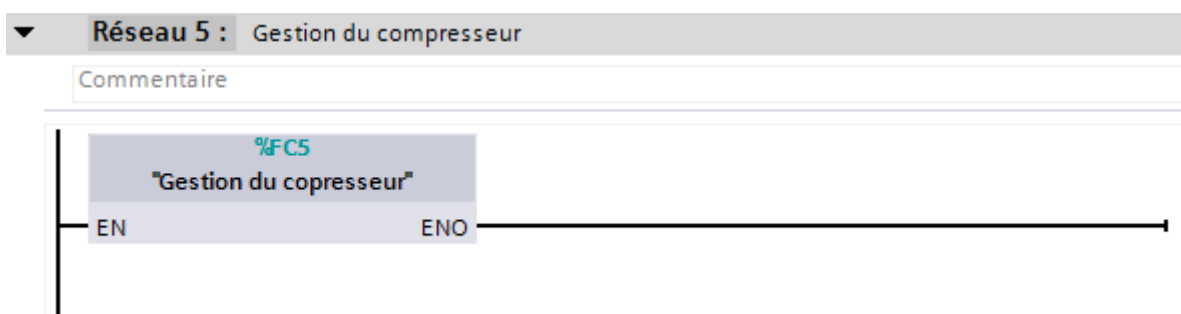 Réseau 5 : Gestion du compresseur
Commentaire
%FC5
"Gestion du copresseur"
EN ENO